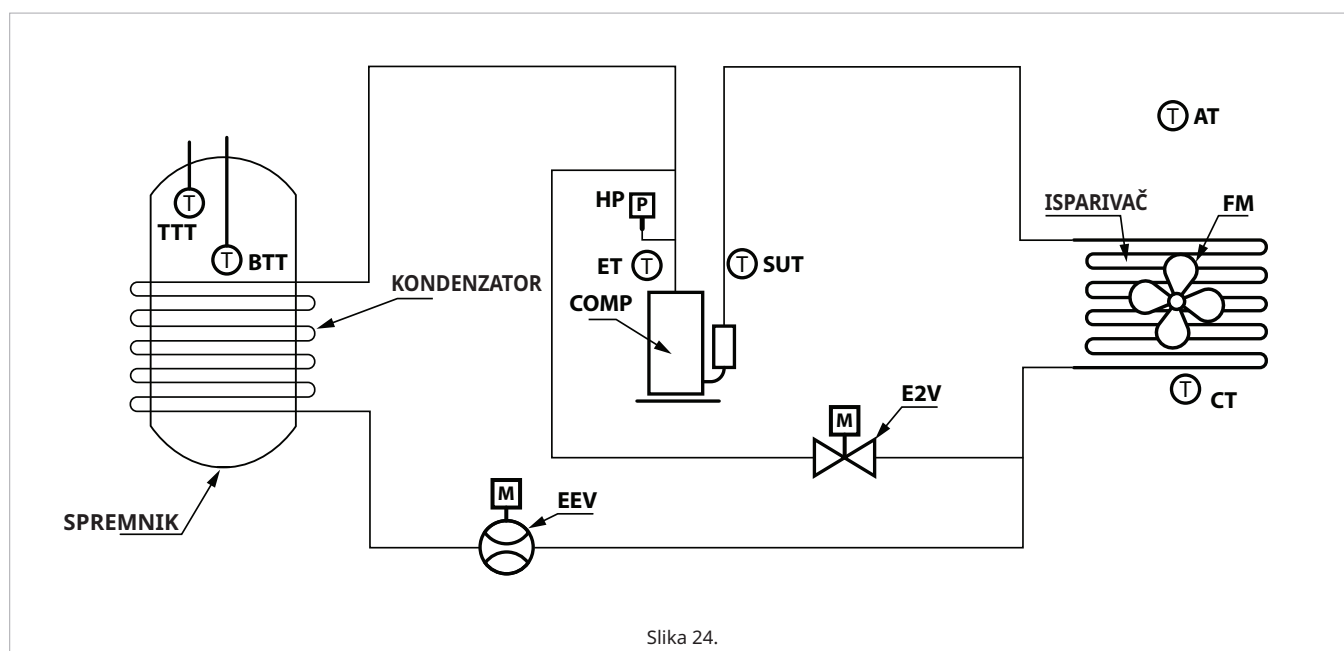 T AT
HP P
ISPARIVAČ
FM
T
TTT
T BTT
ET T
T SUT
KONDENZATOR
COMP
T CT
E2V
M
M
EEV
SPREMNIK
Slika 24.